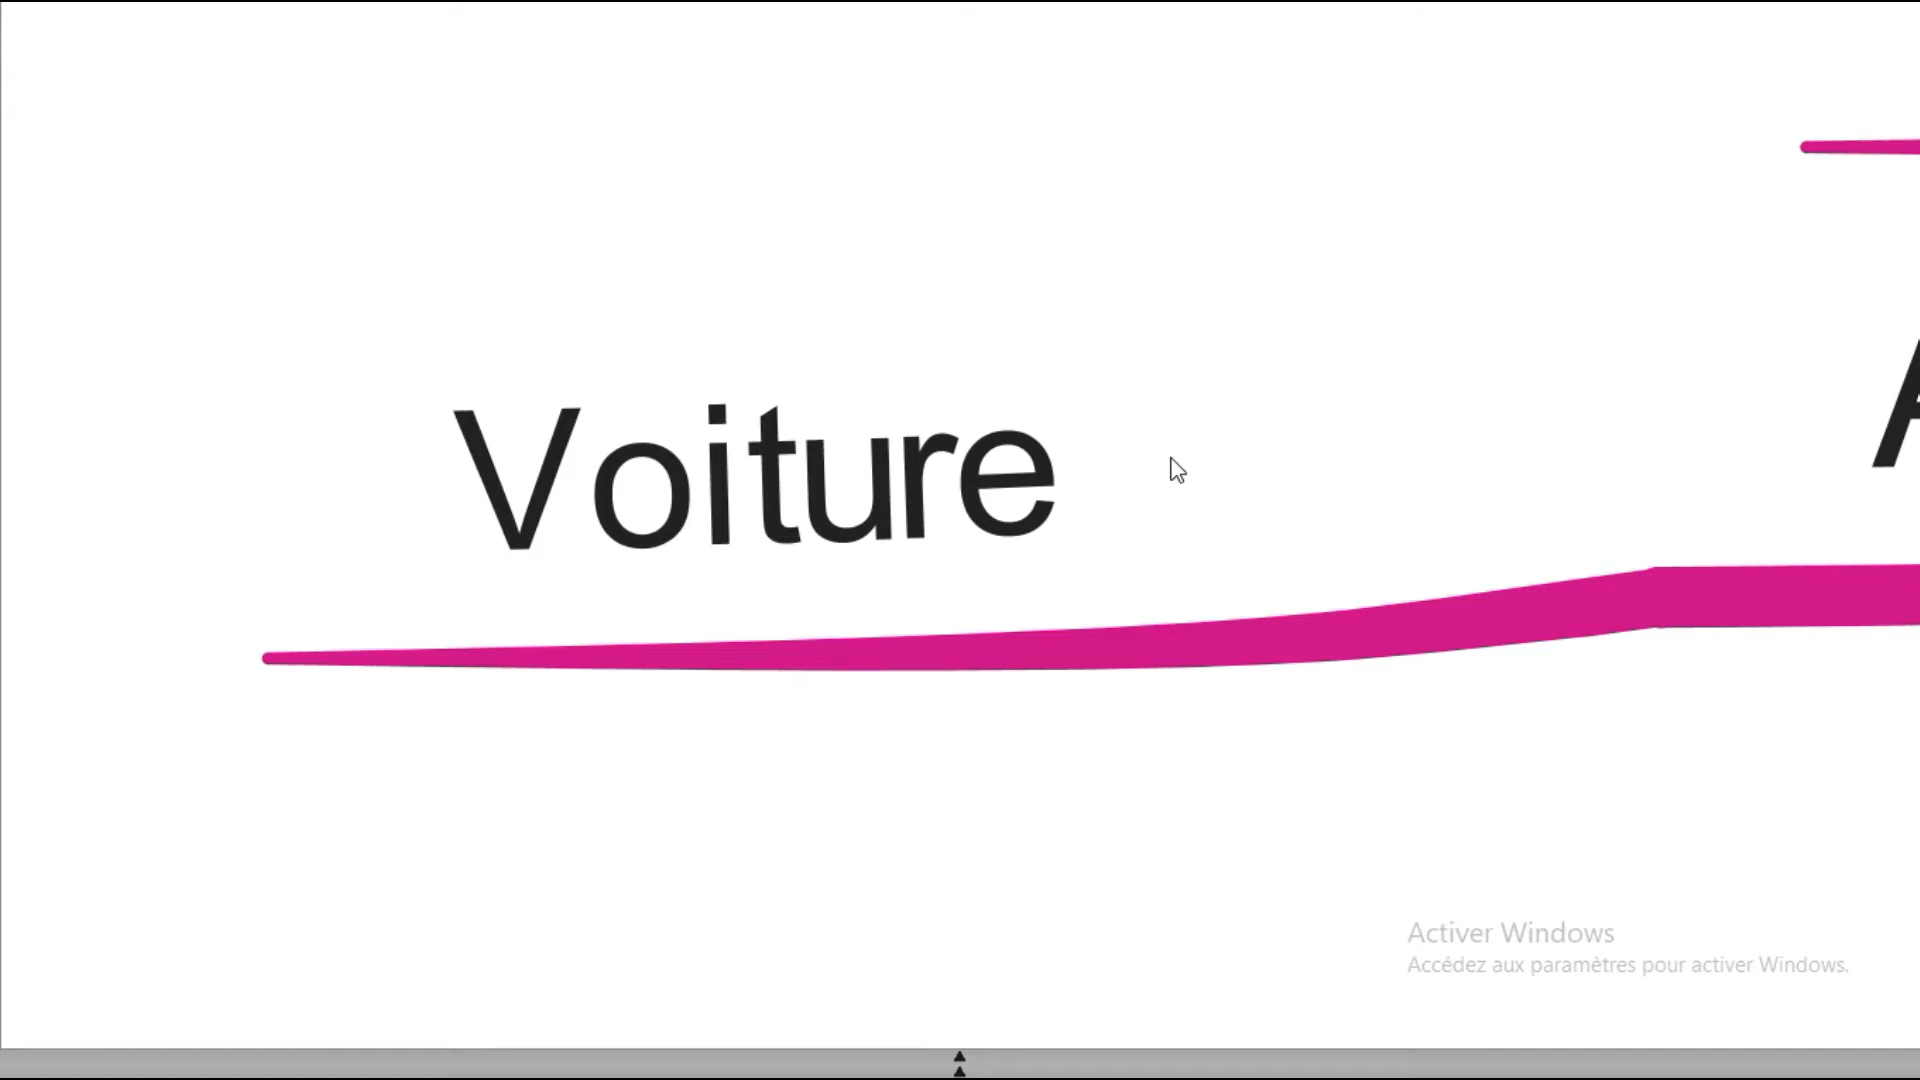 Voiture
Activer Windows
Accédez aux paramètres pour activer Windows.